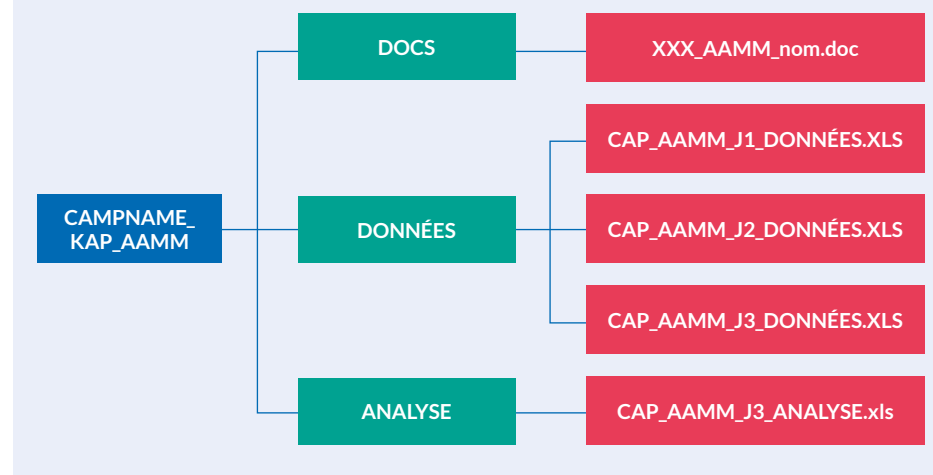 DOCS
XXX_AAMM_nom.doc
CAP_AAMM_J1_DONNÉES.XLS
CAMPNAME_
KAP_AAMM
DONNÉES
CAP_AAMM_J2_DONNÉES.XLS
CAP_AAMM_J3_DONNÉES.XLS
ANALYSE
CAP_AAMM_J3_ANALYSE.xls